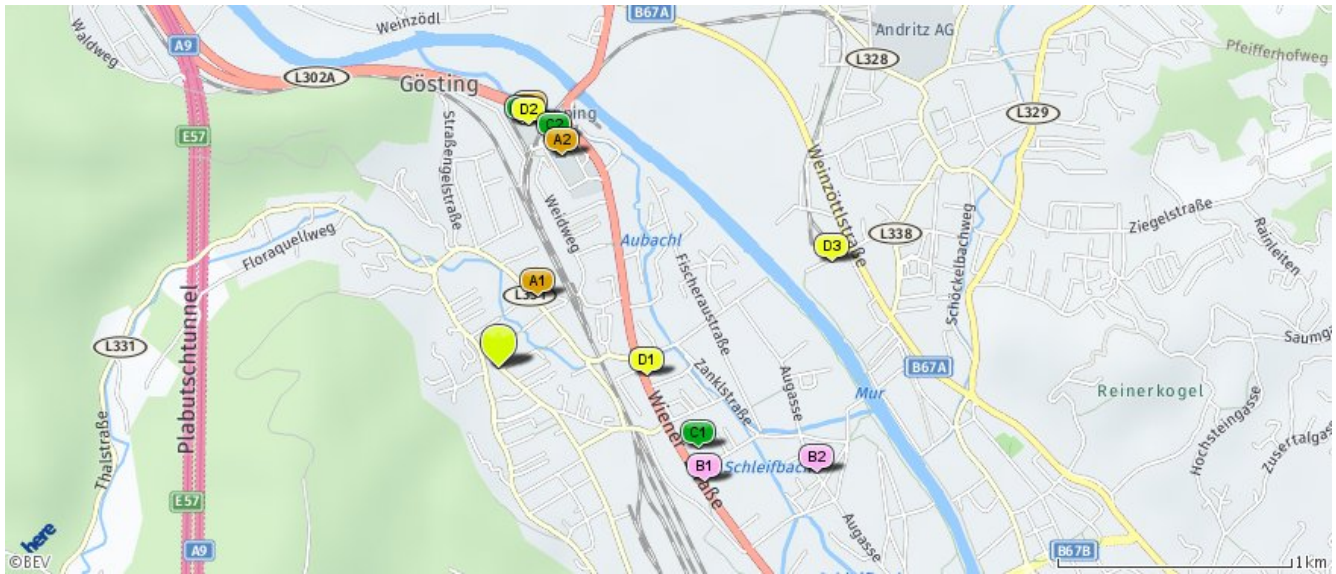 Waldweg
Weinzödl
B67A
Andritz AG
Pfeifferhofweg
A9
L302A
Gösting
L328
D2
C2
A2
L329
E57
Straßengelstraße
Weidweg
Weinzöttlstraße
Ziegelstraße
Rainleiten
Floraquellweg
Aubachl
Fischeraustraße
D3
L338
Schöckelbachweg
A1
L331
Plabutschtunnel
D1
Zanklstraße
Augasse
B67A
Mur
Reinerkogel
Thalstraße
Wiener Straße
C1
B1
Schleifbach
B2
Hochsteingasse
E57
A9
Augasse
B67B
here
©BEV
1km